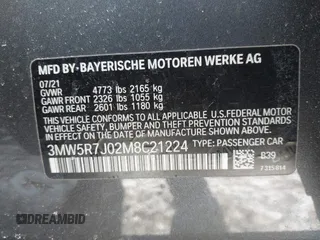 MFD BY·BAYERISCHE MOTOREN WERKE AG
07/21
GVWR 4773 lbs 2165 kg
GAWR FRONT 2326 lbs 1055 kg
GAWR REAR 2601 lbs 1180 kg
THIS VEHICLE CONFORMS TO ALL APPLICABLE U.S. FEDERAL MOTOR
VEHICLE SAFETY, BUMPER, AND THEFT PREVENTION STANDARDS
IN EFFECT ON THE DATE OF MANUFACTURE SHOWN ABOVE.
3MW5R7J02M8C21224 TYPE: PASSENGER CAR
B39
DREAMBID